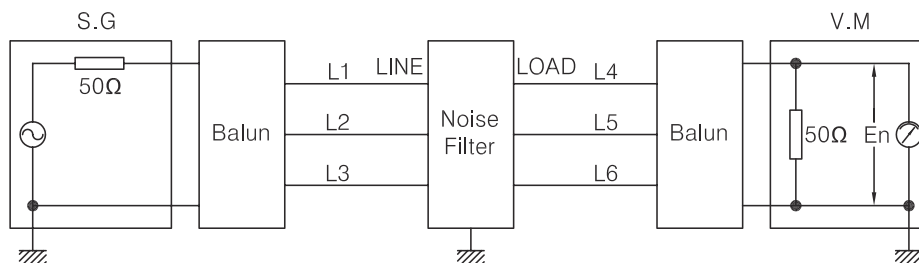 S.G
V.M
50Ω
Balun
L1
LINE
L2
L3
Noise
Filter
LOAD
L4
L5
L6
Balun
50Ω
En